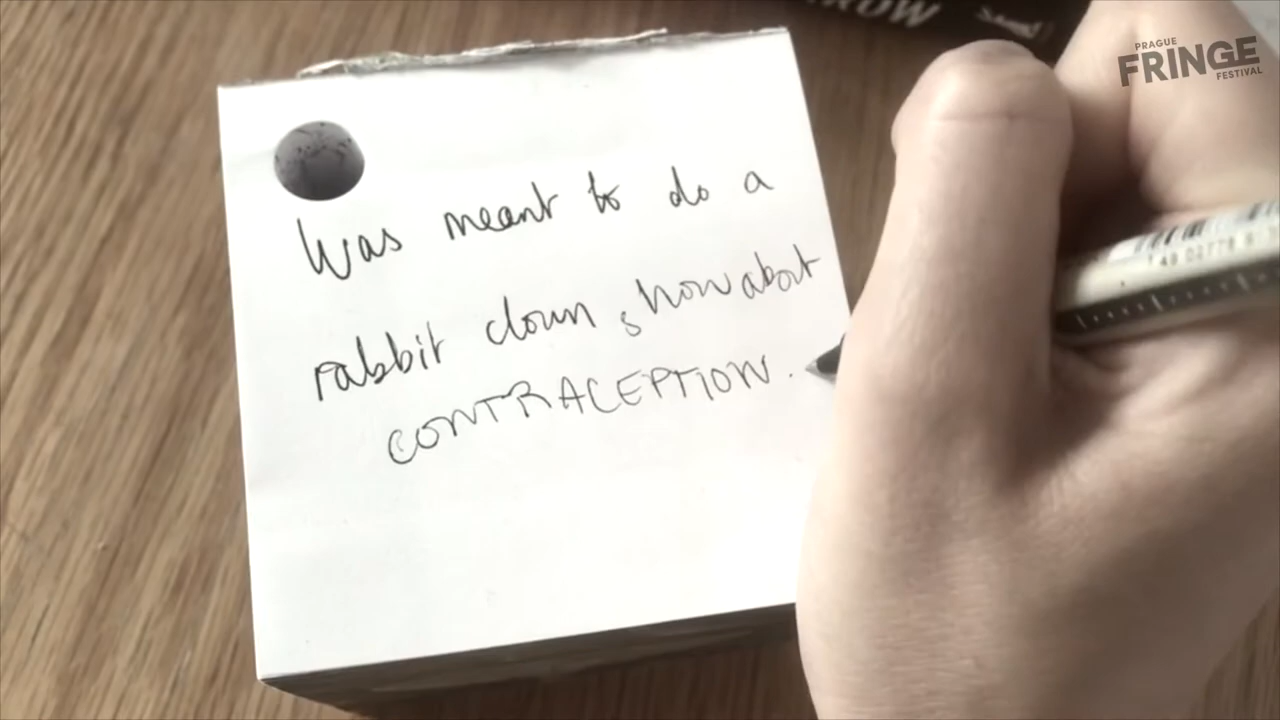 PRAGUE
FRINGE
FESTIVAL
Was meant to do a
rabbit clown show about
CONTRACEPTION.